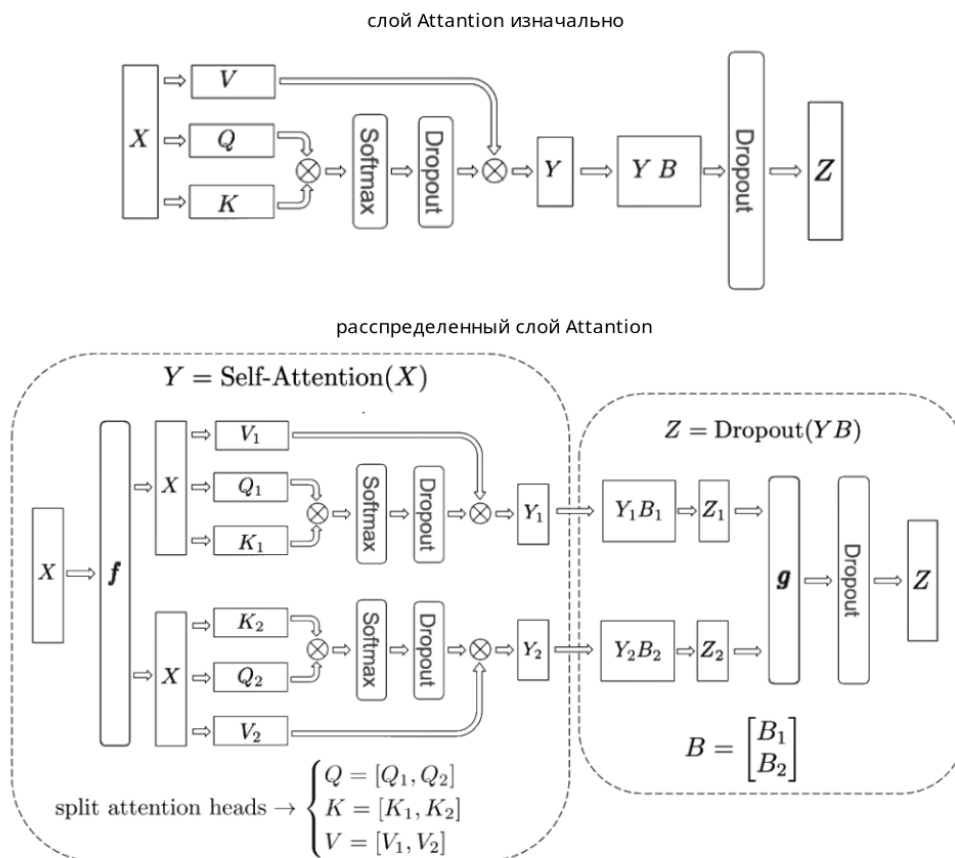 слой Attantion изначально
X
V
Q
K
⊗
Softmax
Dropout
⊗
Y
Y B
Dropout
Z
расспределенный слой Attantion
Y = Self-Attention(X)
X
f
X
V₁
Q₁
K₁
⊗
Softmax
Dropout
⊗
Y₁
X
K₂
Q₂
V₂
⊗
Softmax
Dropout
⊗
Y₂
split attention heads → { Q = [Q₁, Q₂]
K = [K₁, K₂]
V = [V₁, V₂]
Z = Dropout(YB)
Y₁B₁
Z₁
Y₂B₂
Z₂
g
Dropout
Z
B = [B₁
B₂]